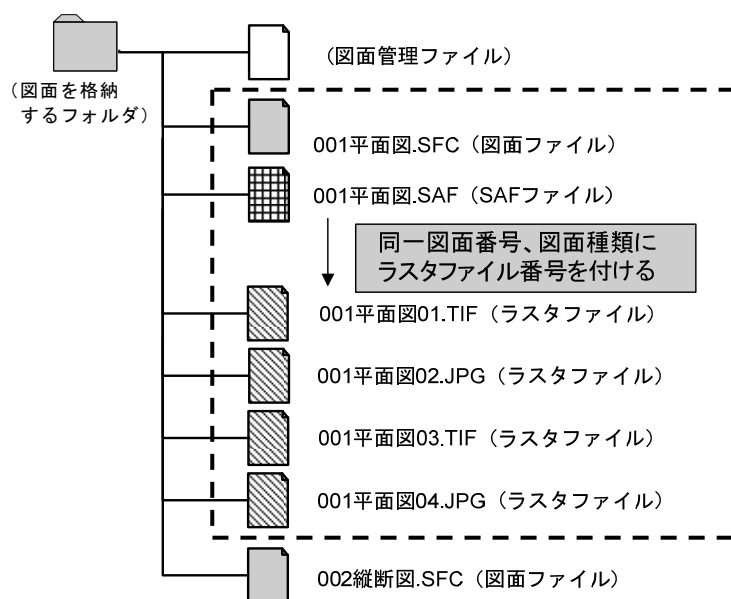 (図面管理ファイル)
(図面を格納
するフォルダ)
001平面図.SFC(図面ファイル)
001平面図.SAF(SAFファイル)
同一図面番号、図面種類に
ラスタファイル番号を付ける
001平面図01.TIF(ラスタファイル)
001平面図02.JPG(ラスタファイル)
001平面図03.TIF(ラスタファイル)
001平面図04.JPG(ラスタファイル)
002縦断図.SFC(図面ファイル)